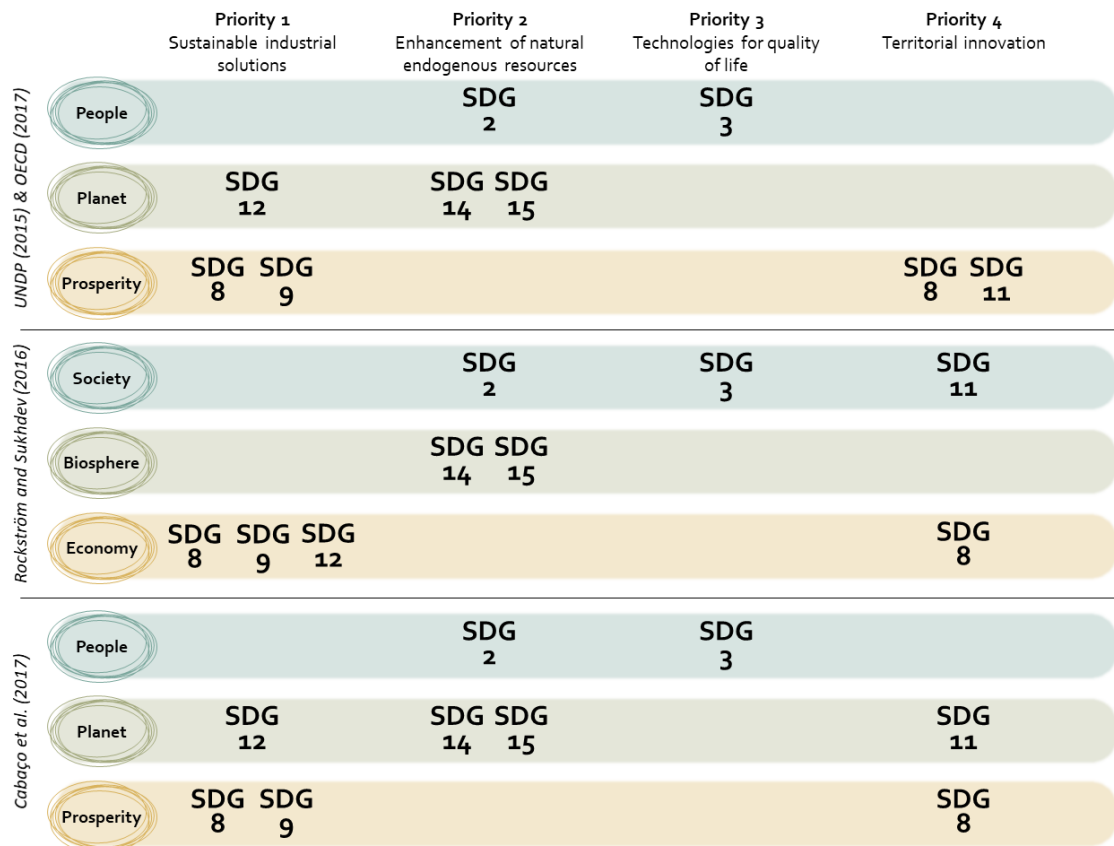 Priority 1
Sustainable industrial
solutions
Priority 2
Enhancement of natural
endogenous resources
Priority 3
Technologies for quality
of life
Priority 4
Territorial innovation
UNDP (2015) & OECD (2017)
People
SDG
2
SDG
3
Planet
SDG
12
SDG SDG
14 15
Prosperity
SDG SDG
8 9
SDG SDG
8 11
Rockström and Sukhdev (2016)
Society
SDG
2
SDG
3
SDG
11
Biosphere
SDG SDG
14 15
Economy
SDG SDG SDG
8 9 12
SDG
8
Cabaço et al. (2017)
People
SDG
2
SDG
3
Planet
SDG
12
SDG SDG
14 15
SDG
11
Prosperity
SDG SDG
8 9
SDG
8